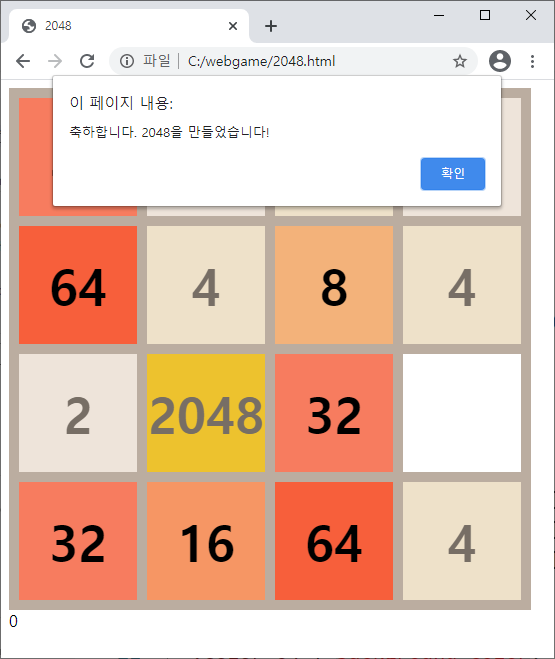 2048
파일 C:/webgame/2048.html
이 페이지 내용:
축하합니다. 2048을 만들었습니다!
확인
64 4 8 4
2 2048 32
32 16 64 4
0